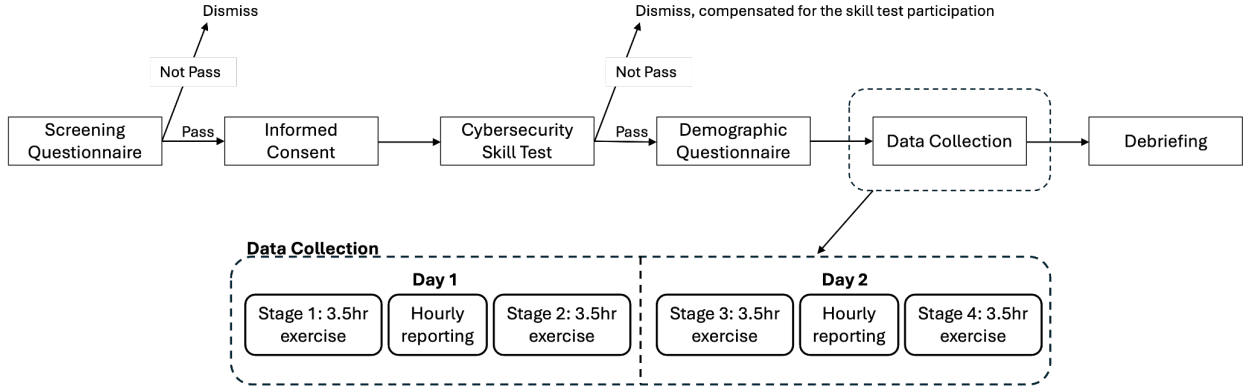 Dismiss
Dismiss, compensated for the skill test participation
Not Pass
Not Pass
Screening
Questionnaire
Pass
Informed
Consent
Cybersecurity
Skill Test
Pass
Demographic
Questionnaire
Data Collection
Debriefing
Data Collection
Day 1
Stage 1: 3.5hr
exercise
Hourly
reporting
Stage 2: 3.5hr
exercise
Day 2
Stage 3: 3.5hr
exercise
Hourly
reporting
Stage 4: 3.5hr
exercise